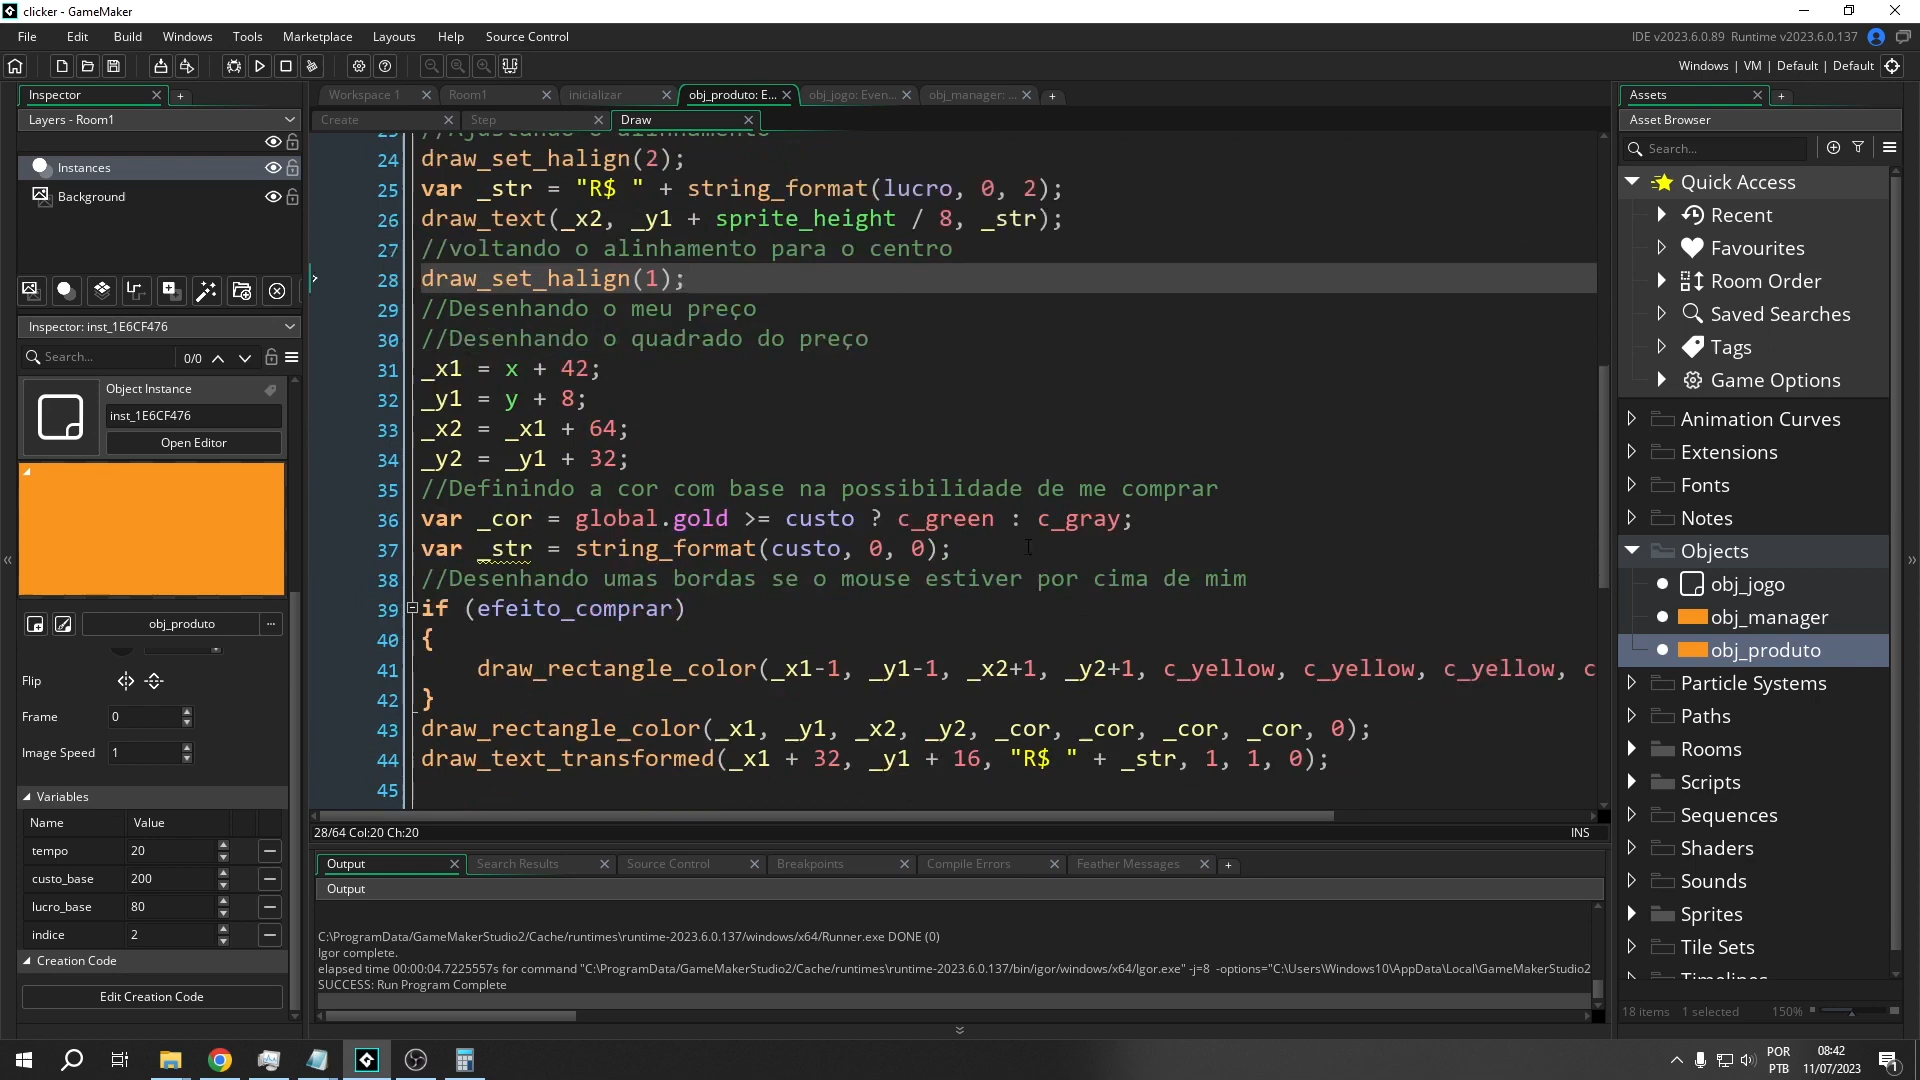 clicker - GameMaker
File Edit Build Windows Tools Marketplace Layouts Help Source Control
IDE v2023.6.0.89 Runtime v2023.6.0.137
Windows | VM | Default | Default
Inspector
Layers - Room1
Instances
Background
Inspector: inst_1E6CF476
Search...
0/0
Object Instance
inst_1E6CF476
Open Editor
obj_produto
...
Flip
Frame 0
Image Speed 1
Variables
Name Value
tempo 20
custo_base 200
lucro_base 80
indice 2
Creation Code
Edit Creation Code
Workspace 1 Room1 inicializar obj_produto: E... obj_jogo: Even... obj_manager: ...
Create Step Draw
//Ajustando o alinhamento
24 draw_set_halign(2);
25 var _str = "R$ " + string_format(lucro, 0, 2);
26 draw_text(_x2, _y1 + sprite_height / 8, _str);
27 //voltando o alinhamento para o centro
28 draw_set_halign(1);
29 //Desenhando o meu preço
30 //Desenhando o quadrado do preço
31 _x1 = x + 42;
32 _y1 = y + 8;
33 _x2 = _x1 + 64;
34 _y2 = _y1 + 32;
35 //Definindo a cor com base na possibilidade de me comprar
36 var _cor = global.gold >= custo ? c_green : c_gray;
37 var _str = string_format(custo, 0, 0);
38 //Desenhando umas bordas se o mouse estiver por cima de mim
39 if (efeito_comprar)
40 {
41 draw_rectangle_color(_x1-1, _y1-1, _x2+1, _y2+1, c_yellow, c_yellow, c_yellow, c
42 }
43 draw_rectangle_color(_x1, _y1, _x2, _y2, _cor, _cor, _cor, _cor, 0);
44 draw_text_transformed(_x1 + 32, _y1 + 16, "R$ " + _str, 1, 1, 0);
45
28/64 Col:20 Ch:20
INS
Output Search Results Source Control Breakpoints Compile Errors Feather Messages
Output
C:\ProgramData/GameMakerStudio2/Cache/runtimes\runtime-2023.6.0.137/windows/x64/Runner.exe DONE (0)
Igor complete.
elapsed time 00:00:04.7225557s for command "C:\ProgramData/GameMakerStudio2/Cache/runtimes\runtime-2023.6.0.137/bin/igor/windows/x64/Igor.exe" -j=8 -options="C:\Users\Windows10\AppData\Local\GameMakerStudio2
SUCCESS: Run Program Complete
Assets
Asset Browser
Search...
Quick Access
Recent
Favourites
Room Order
Saved Searches
Tags
Game Options
Animation Curves
Extensions
Fonts
Notes
Objects
obj_jogo
obj_manager
obj_produto
Particle Systems
Paths
Rooms
Scripts
Sequences
Shaders
Sounds
Sprites
Tile Sets
Timelines
18 items 1 selected
150%
POR
PTB
08:42
11/07/2023
1